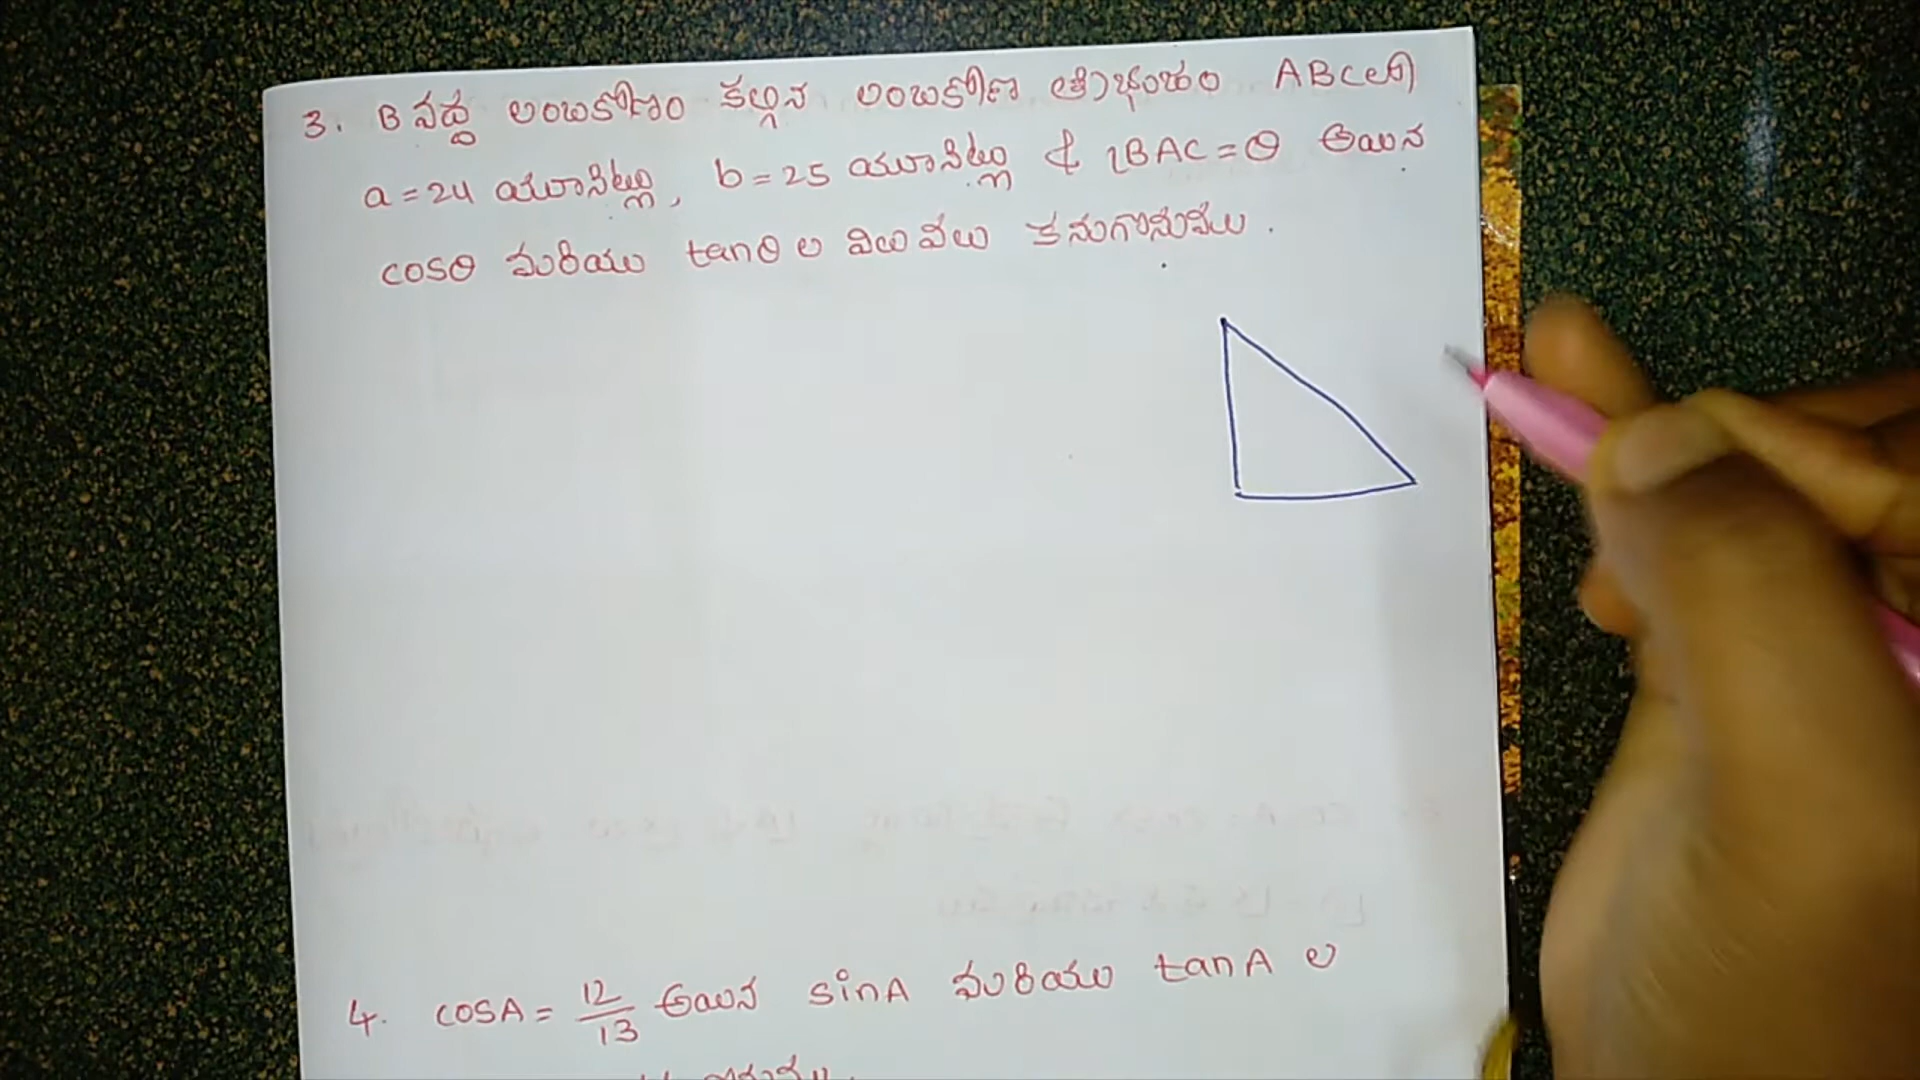 3. B వద్ద లంబకోణం కల్గిన లంబకోణ త్రిభుజం ABC లో
a = 24 యూనిట్లు, b = 25 యూనిట్లు & ∠BAC = θ అయిన
cosθ మరియు tanθ ల విలువలు కనుగొనుము.
4. cosA = 12/13 అయిన sinA మరియు tanA ల